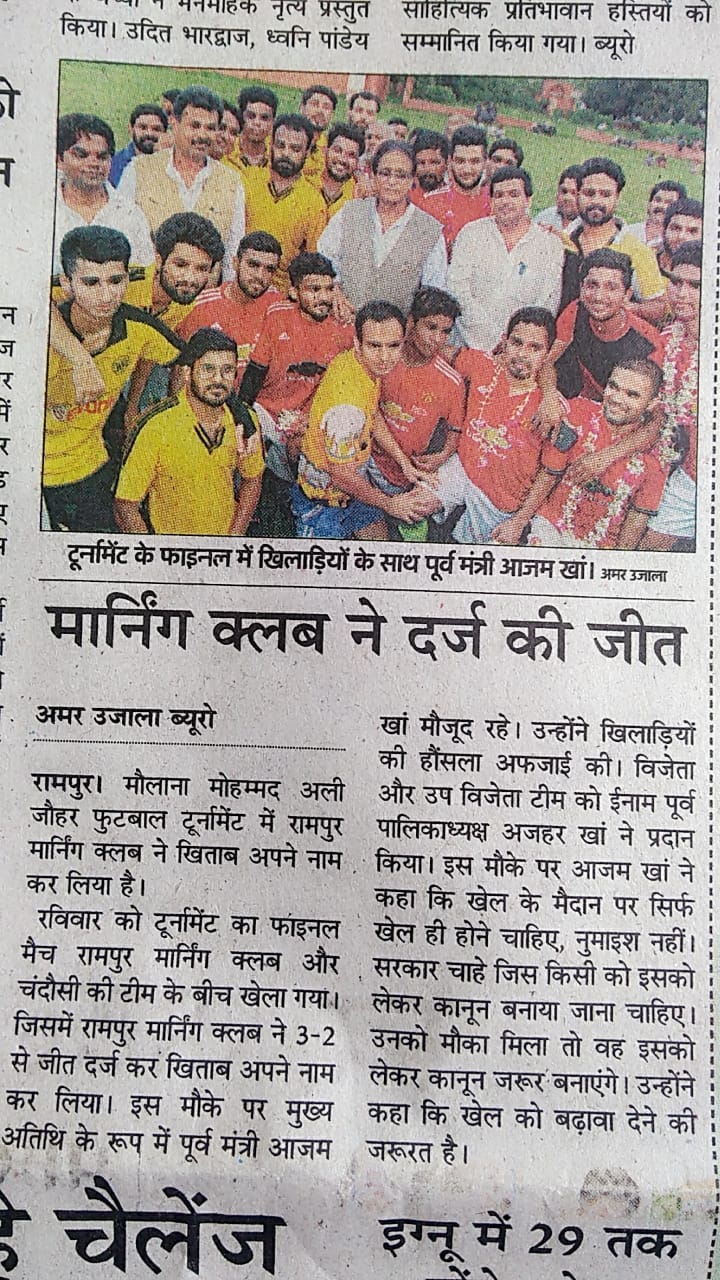 नृत्य प्रस्तुत
किया। उदित भारद्वाज, ध्वनि पांडेय
साहित्यिक प्रतिभावान हस्तियों को
सम्मानित किया गया। ब्यूरो
टूर्नामेंट के फाइनल में खिलाड़ियों के साथ पूर्व मंत्री आजम खां। अमर उजाला
मार्निंग क्लब ने दर्ज की जीत
अमर उजाला ब्यूरो
रामपुर। मौलाना मोहम्मद अली
जौहर फुटबाल टूर्नामेंट में रामपुर
मार्निंग क्लब ने खिताब अपने नाम
कर लिया है।
रविवार को टूर्नामेंट का फाइनल
मैच रामपुर मार्निंग क्लब और
चंदौसी की टीम के बीच खेला गया।
जिसमें रामपुर मार्निंग क्लब ने 3-2
से जीत दर्ज कर खिताब अपने नाम
कर लिया। इस मौके पर मुख्य
अतिथि के रूप में पूर्व मंत्री आजम
खां मौजूद रहे। उन्होंने खिलाड़ियों
की हौंसला अफजाई की। विजेता
और उप विजेता टीम को ईनाम पूर्व
पालिकाध्यक्ष अजहर खां ने प्रदान
किया। इस मौके पर आजम खां ने
कहा कि खेल के मैदान पर सिर्फ
खेल ही होने चाहिए, नुमाइश नहीं।
सरकार चाहे जिस किसी को इसको
लेकर कानून बनाया जाना चाहिए।
उनको मौका मिला तो वह इसको
लेकर कानून जरूर बनाएंगे। उन्होंने
कहा कि खेल को बढ़ावा देने की
जरूरत है।
चैलेंज
इग्नू में 29 तक